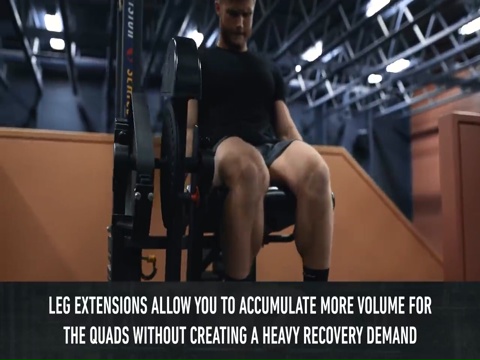 LEG EXTENSIONS ALLOW YOU TO ACCUMULATE MORE VOLUME FOR
THE QUADS WITHOUT CREATING A HEAVY RECOVERY DEMAND